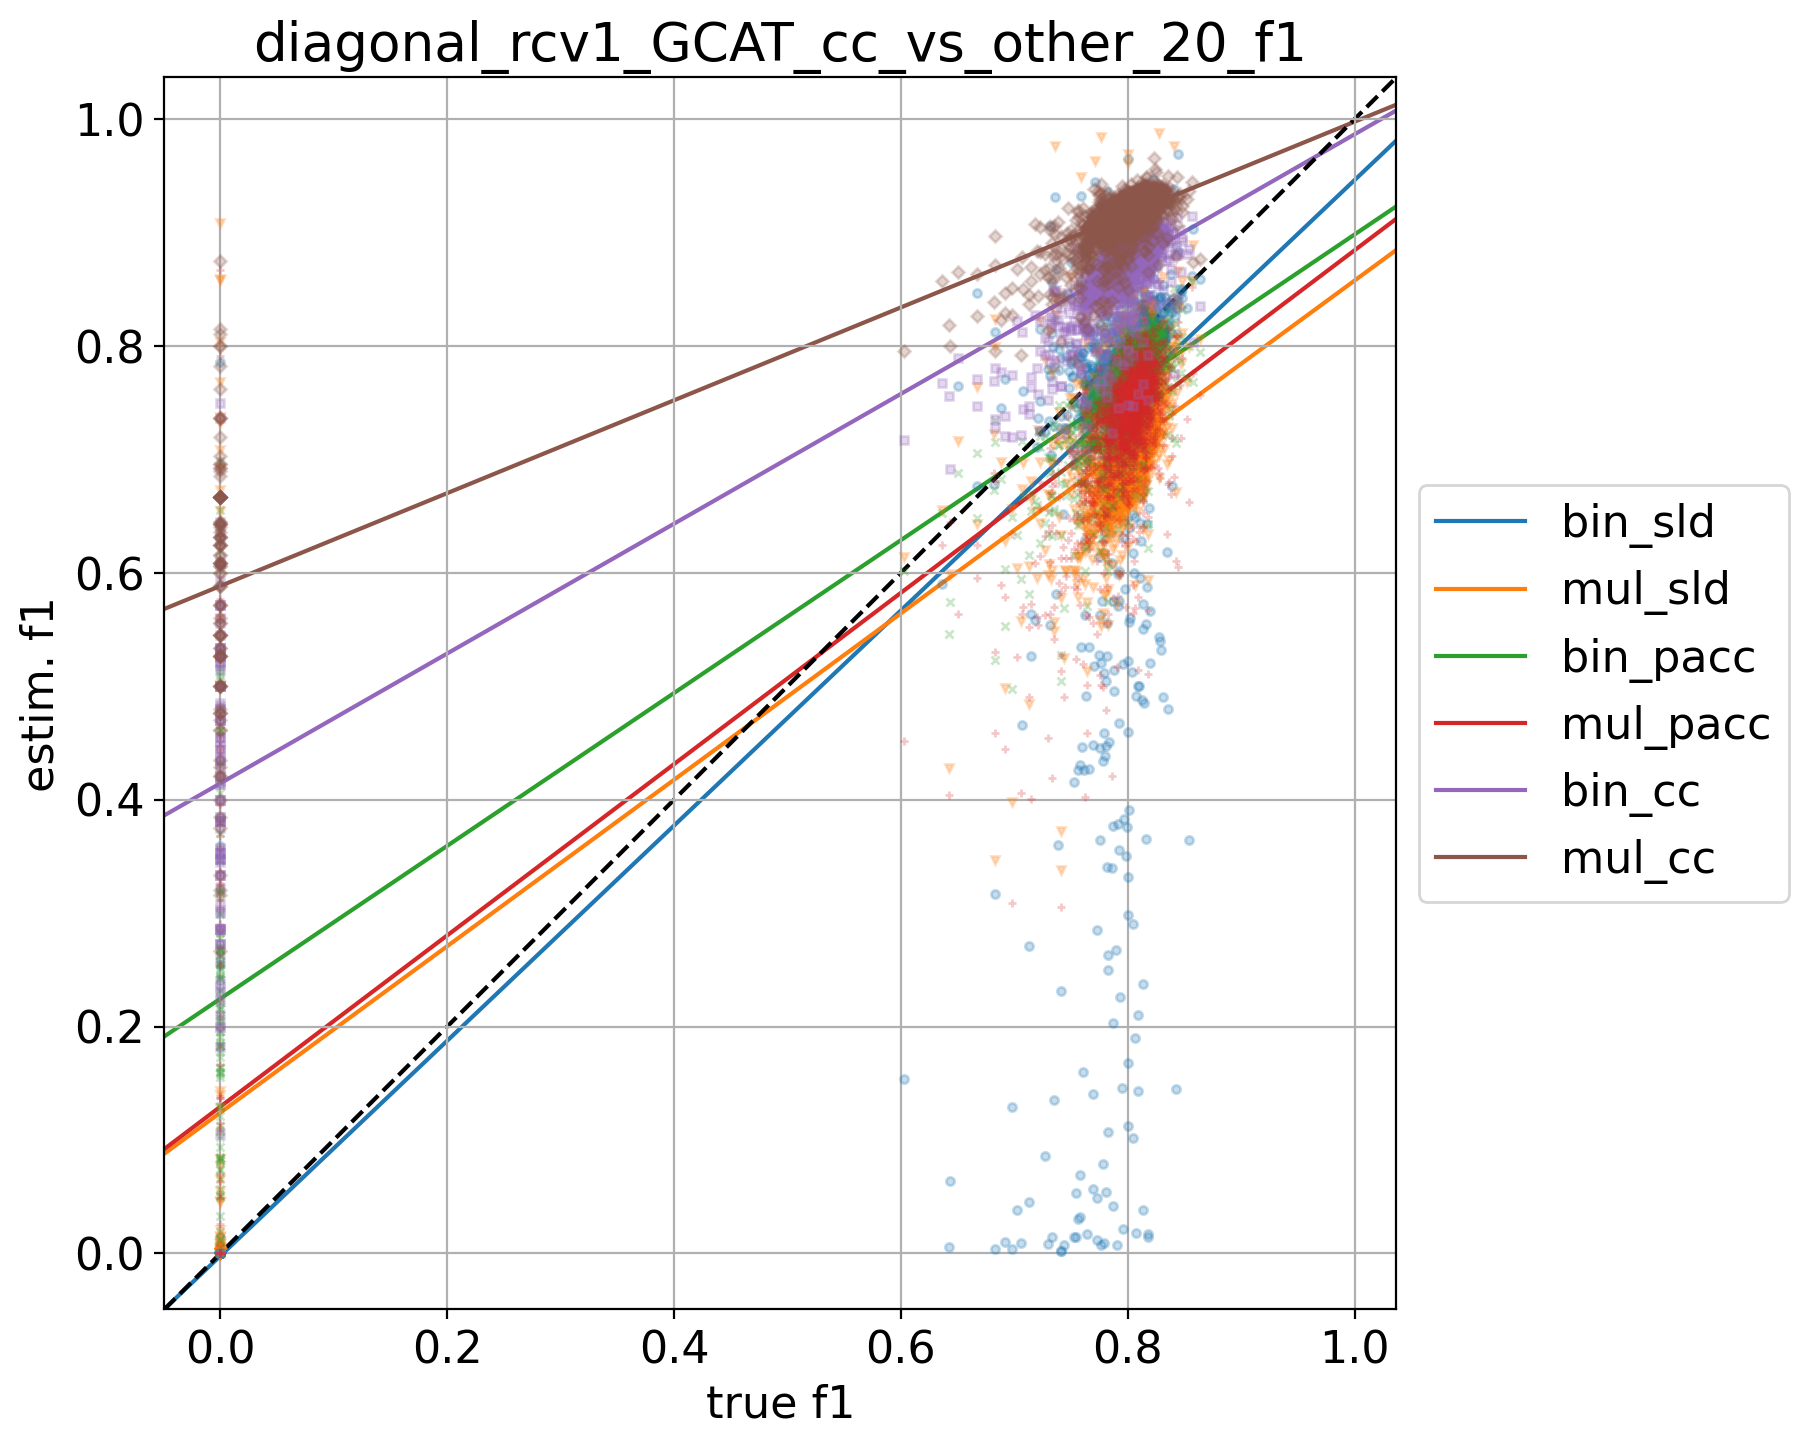 diagonal_rcv1_GCAT_cc_vs_other_20_f1
1.0
0.8
0.6
0.4
0.2
0.0
estim. f1
0.0 0.2 0.4 0.6 0.8 1.0
true f1
bin_sld
mul_sld
bin_pacc
mul_pacc
bin_cc
mul_cc